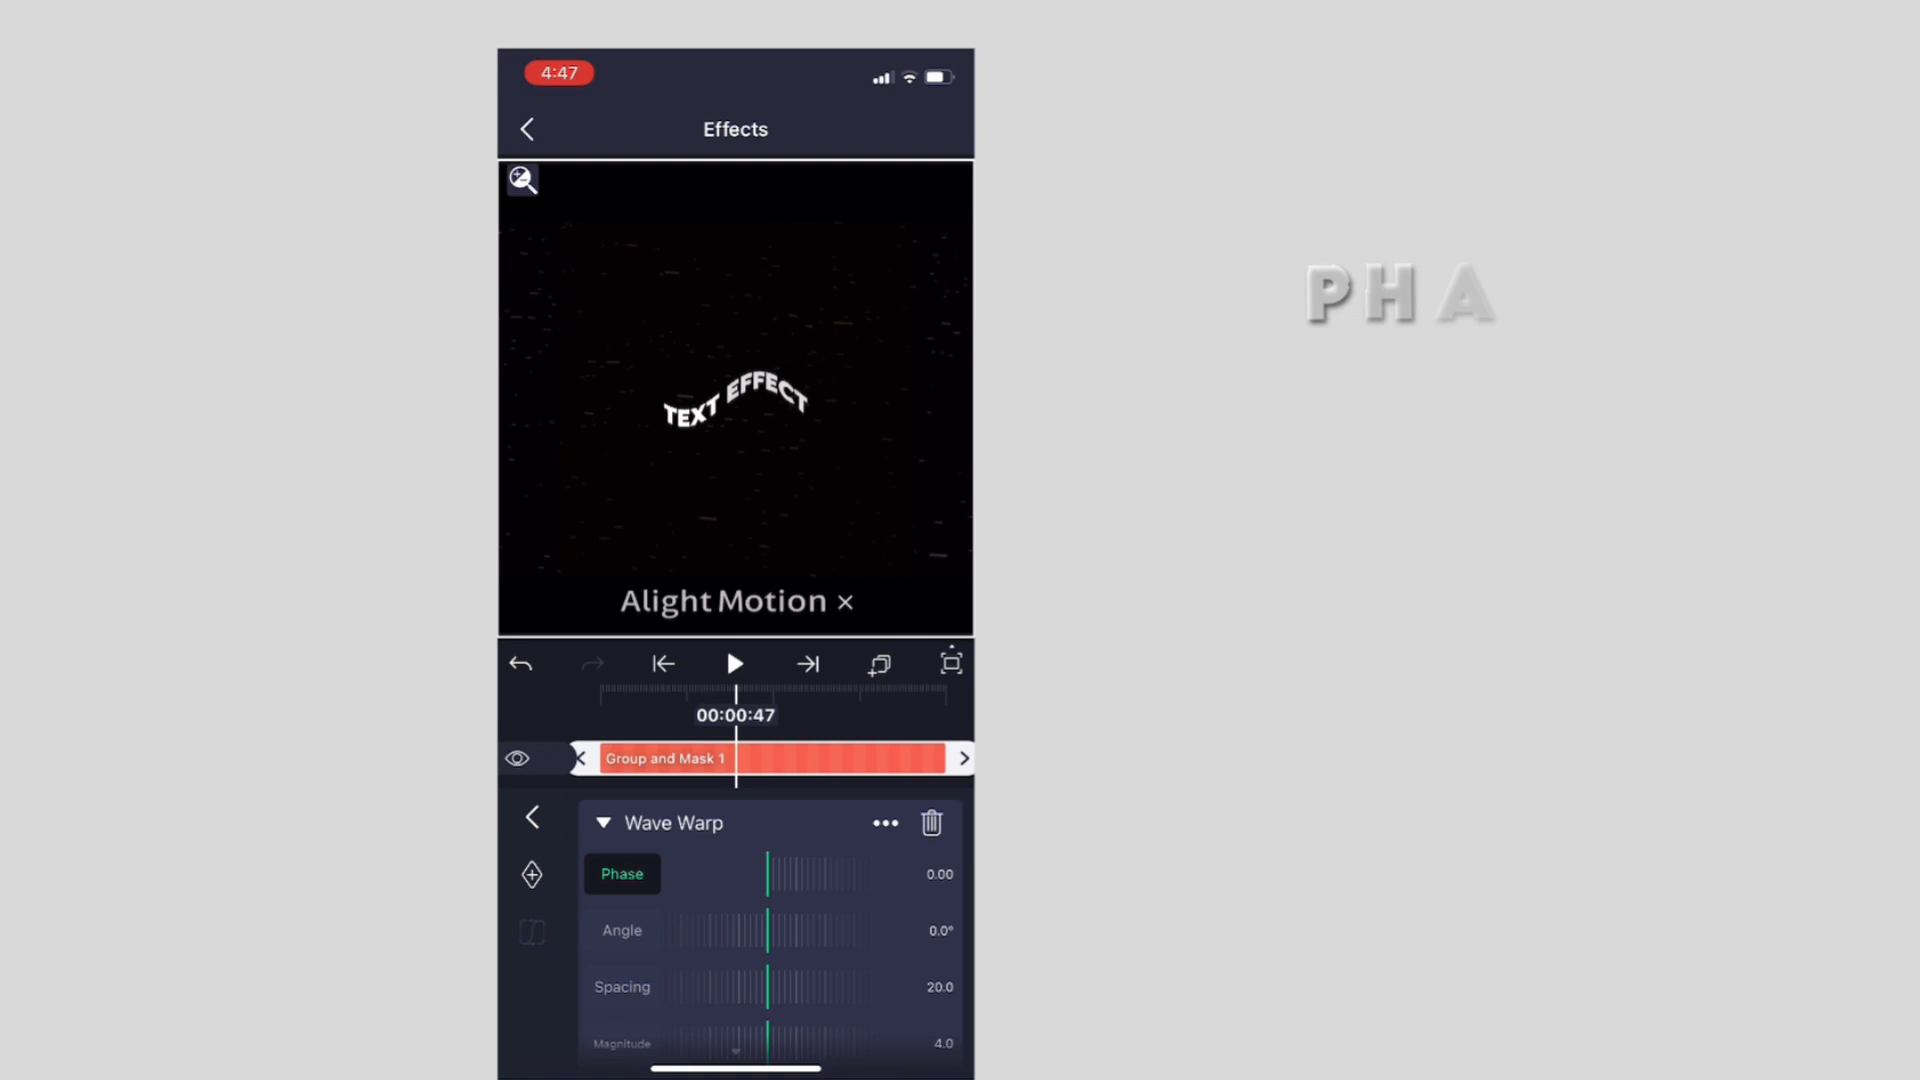 4:47
Effects
TEXT EFFECT
Alight Motion ×
00:00:47
Group and Mask 1
Wave Warp
Phase 0.00
Angle 0.0°
Spacing 20.0
Magnitude 4.0
PHA